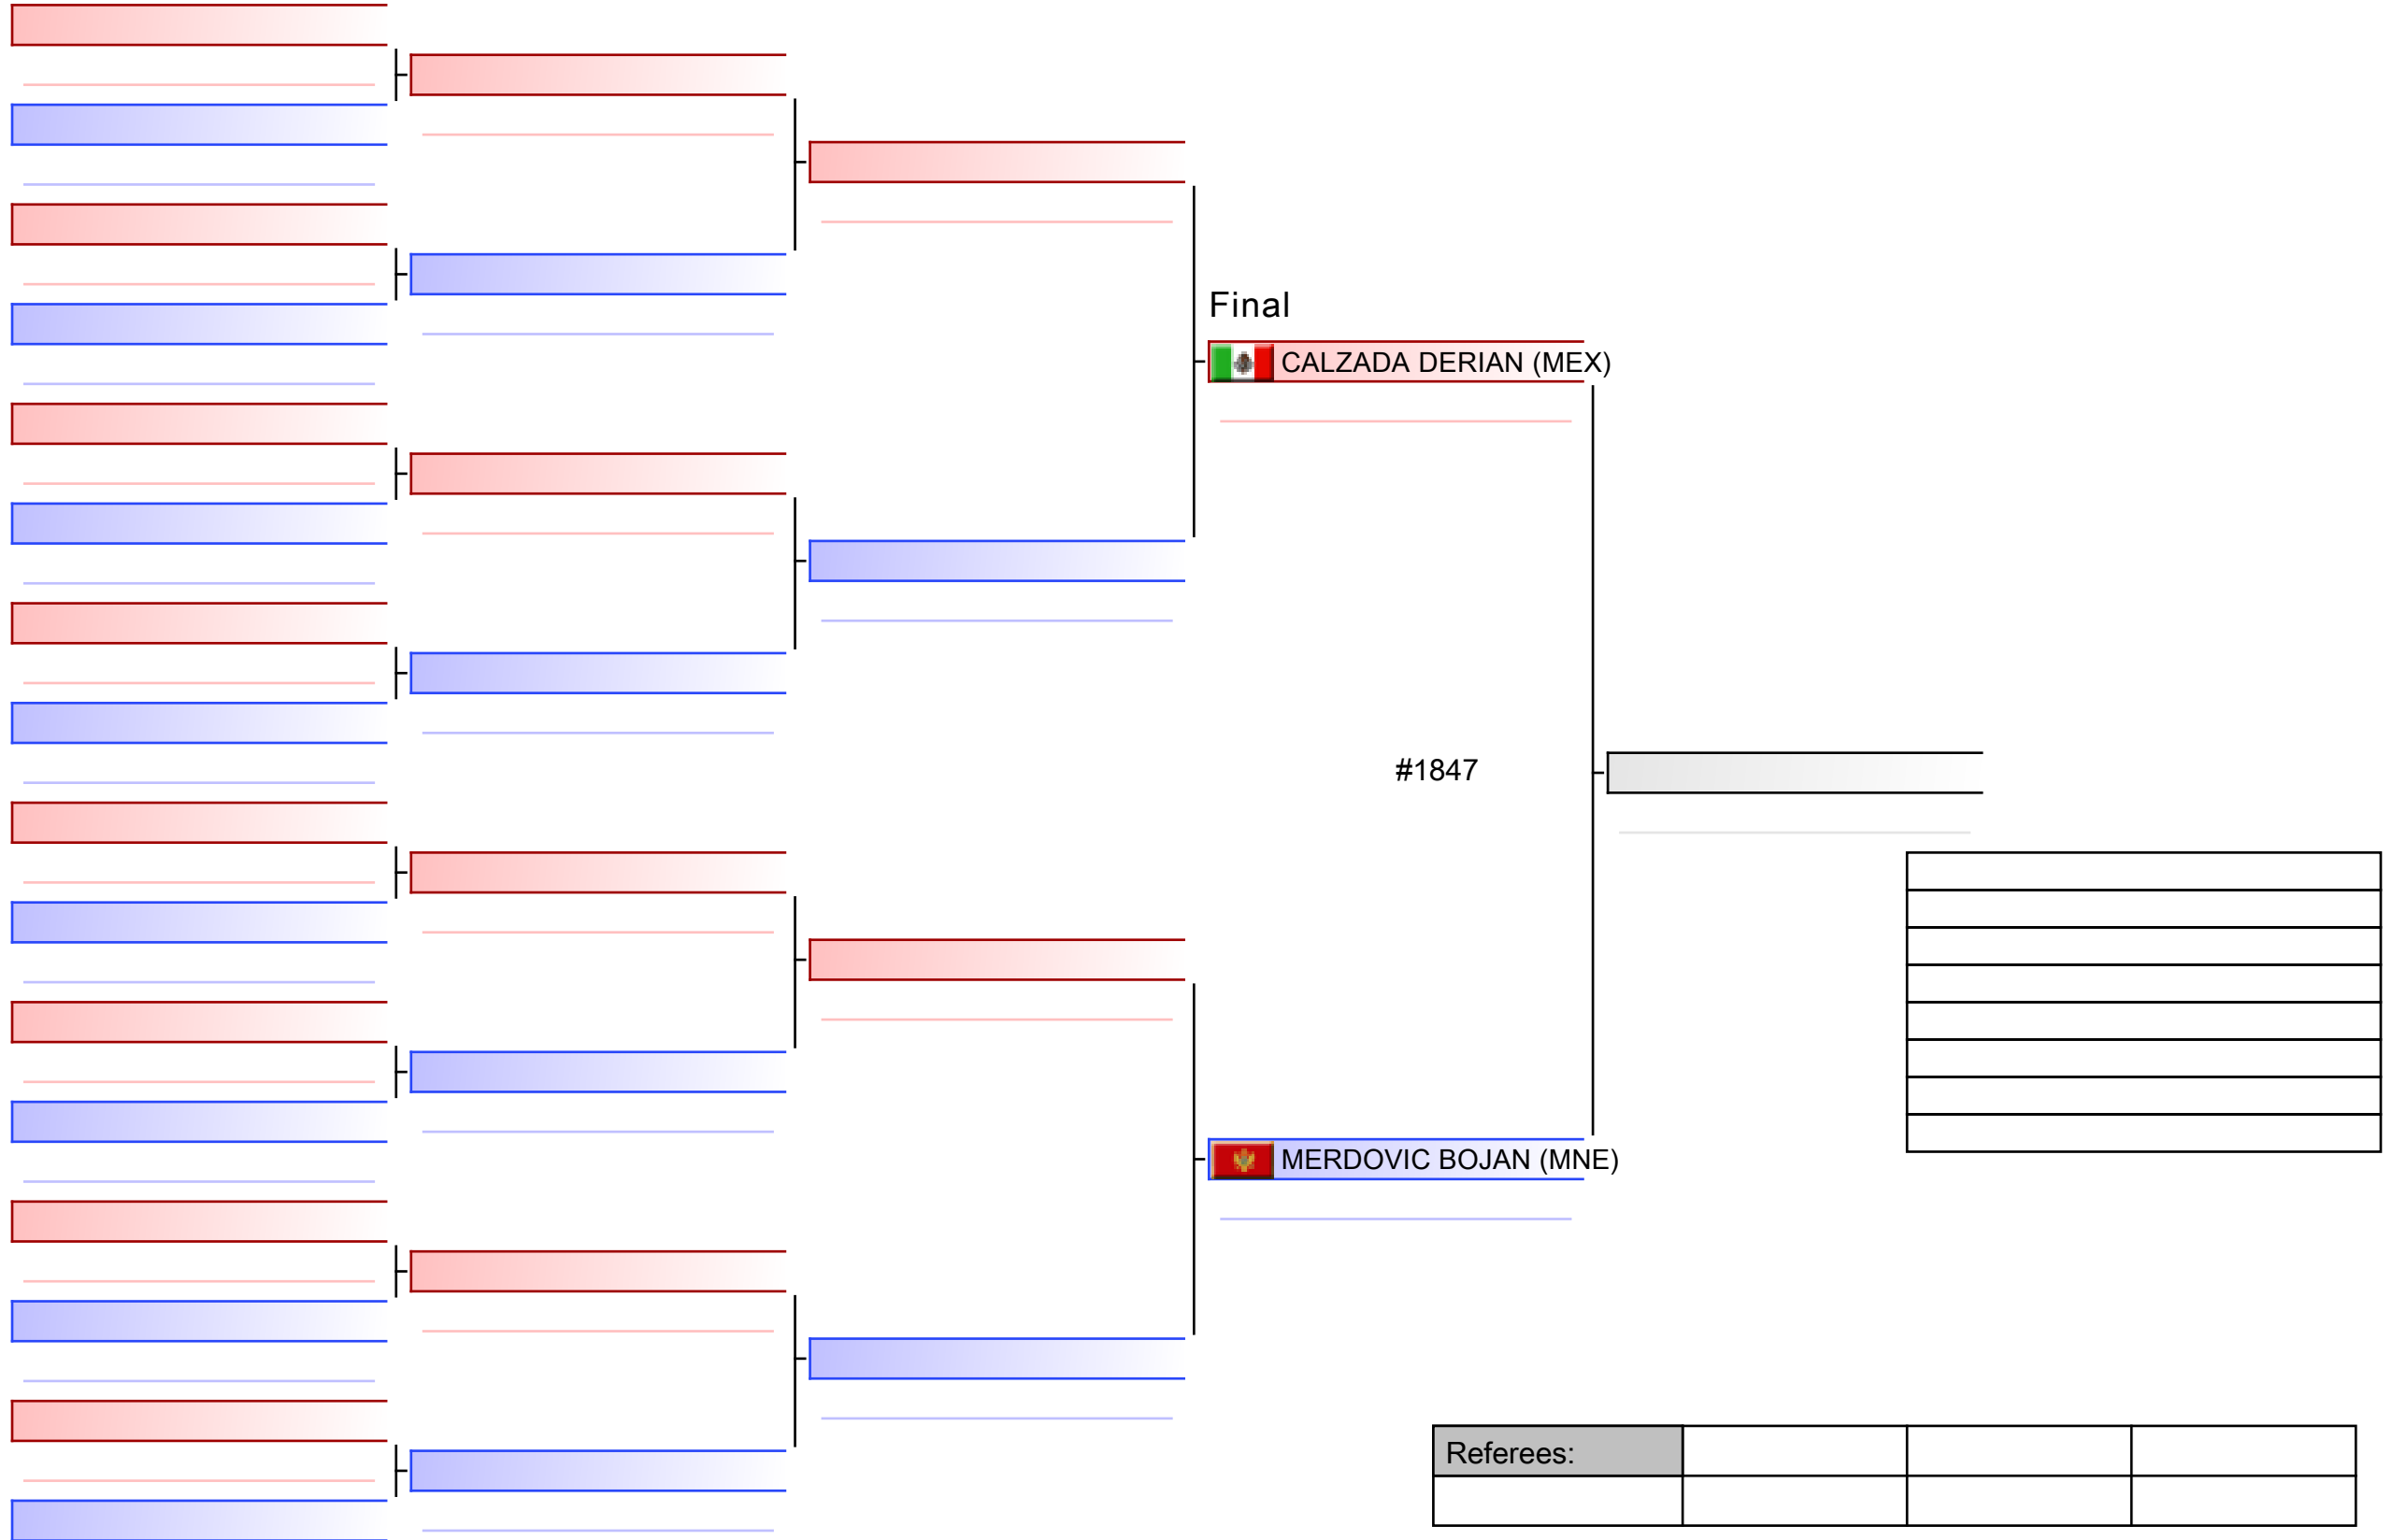 Final
CALZADA DERIAN (MEX)
#1847
MERDOVIC BOJAN (MNE)
Referees: